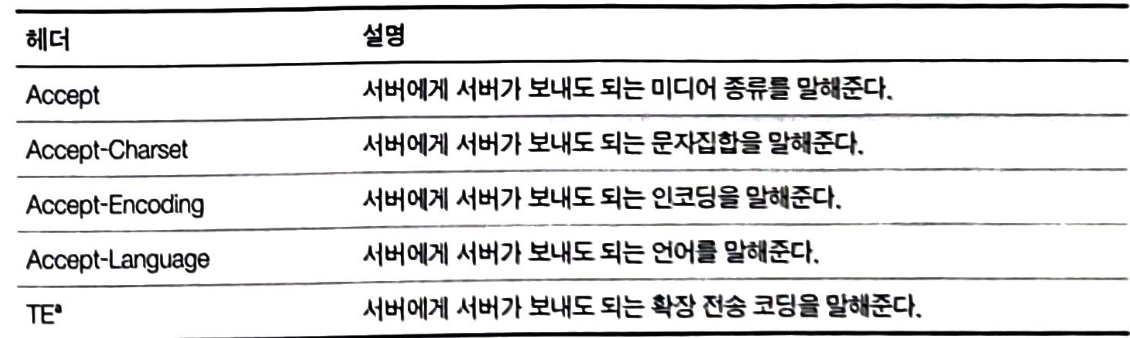 헤더 설명
Accept 서버에게 서버가 보내도 되는 미디어 종류를 말해준다.
Accept-Charset 서버에게 서버가 보내도 되는 문자집합을 말해준다.
Accept-Encoding 서버에게 서버가 보내도 되는 인코딩을 말해준다.
Accept-Language 서버에게 서버가 보내도 되는 언어를 말해준다.
TEª 서버에게 서버가 보내도 되는 확장 전송 코딩을 말해준다.